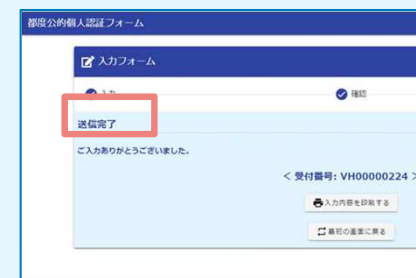 都度公的個人認証フォーム
入力フォーム
入力
確認
送信完了
ご入力ありがとうございました。
< 受付番号: VH00000224 >
入力内容を印刷する
最初の画面に戻る